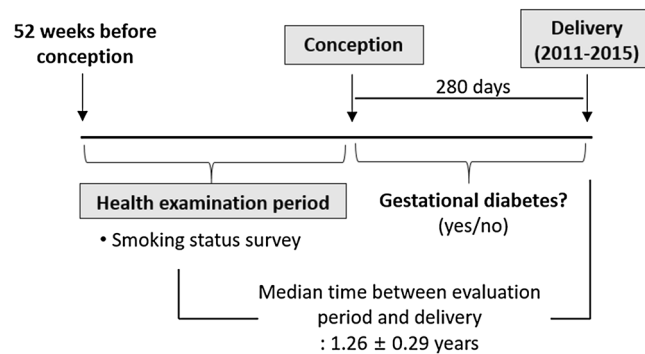 52 weeks before
conception
Conception
Delivery
(2011-2015)
280 days
Health examination period
• Smoking status survey
Gestational diabetes?
(yes/no)
Median time between evaluation
period and delivery
: 1.26 ± 0.29 years